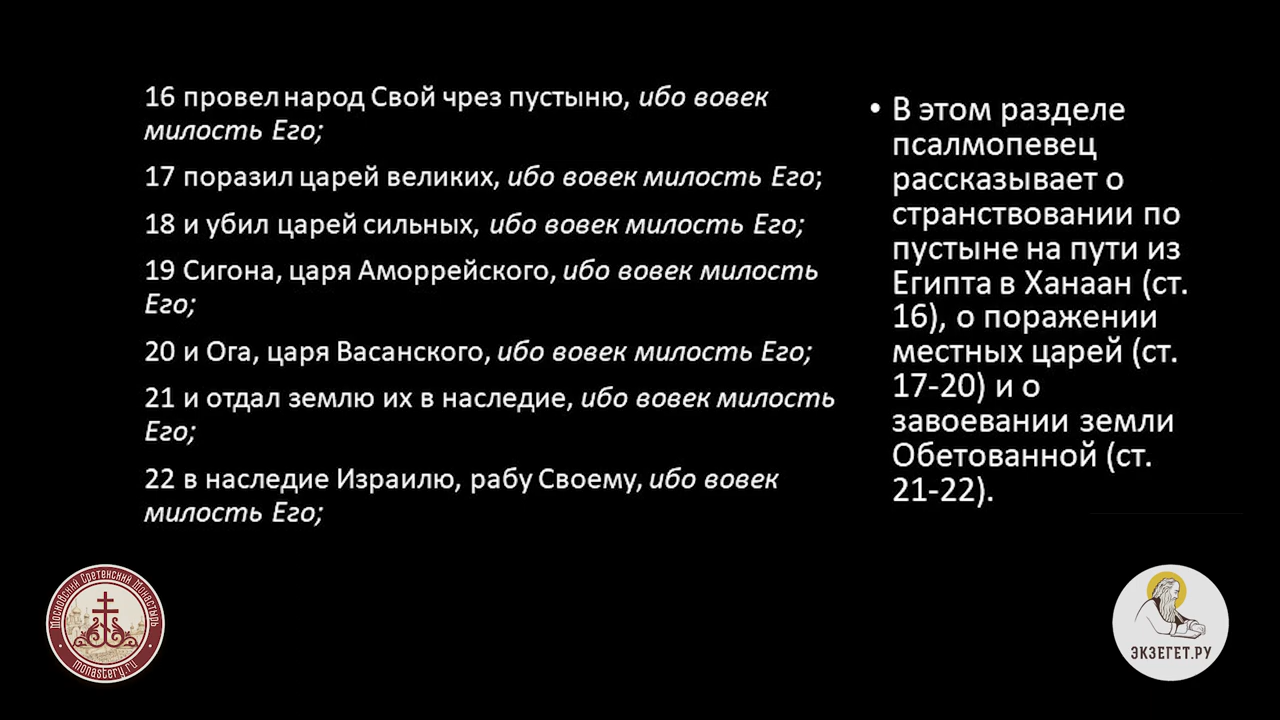 16 провел народ Свой чрез пустыню, ибо вовек
милость Его;
17 поразил царей великих, ибо вовек милость Его;
18 и убил царей сильных, ибо вовек милость Его;
19 Сигона, царя Аморрейского, ибо вовек милость
Его;
20 и Ога, царя Васанского, ибо вовек милость Его;
21 и отдал землю их в наследие, ибо вовек милость
Его;
22 в наследие Израилю, рабу Своему, ибо вовек
милость Его;
• В этом разделе
псалмопевец
рассказывает о
странствовании по
пустыне на пути из
Египта в Ханаан (ст.
16), о поражении
местных царей (ст.
17-20) и о
завоевании земли
Обетованной (ст.
21-22).
Московский Сретенский Монастырь
monastery.ru
ЭКЗЕГЕТ.РУ